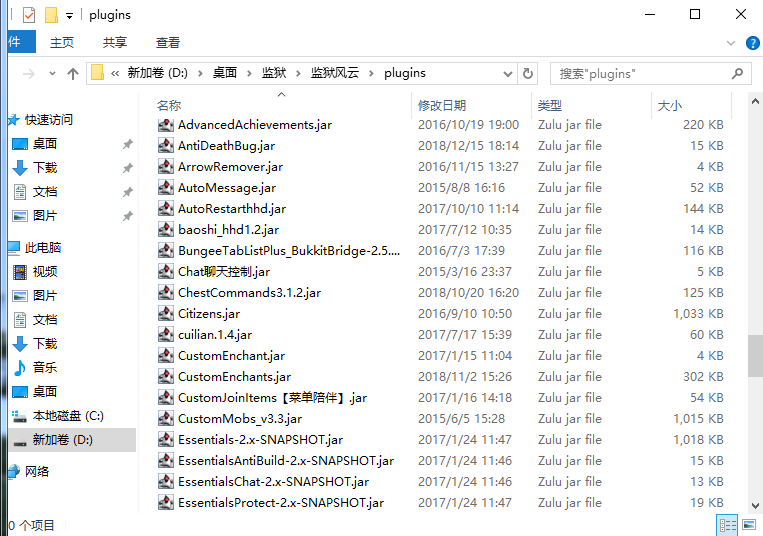 plugins
件 主页 共享 查看
« 新加卷 (D:) › 桌面 › 监狱 › 监狱风云 › plugins 搜索"plugins"
名称 修改日期 类型 大小
快速访问
桌面
下载
文档
图片
此电脑
视频
图片
文档
下载
音乐
桌面
本地磁盘 (C:)
新加卷 (D:)
网络
AdvancedAchievements.jar 2016/10/19 19:00 Zulu jar file 220 KB
AntiDeathBug.jar 2018/12/15 18:14 Zulu jar file 15 KB
ArrowRemover.jar 2016/11/15 13:27 Zulu jar file 4 KB
AutoMessage.jar 2015/8/8 16:16 Zulu jar file 52 KB
AutoRestarthhd.jar 2017/10/10 11:14 Zulu jar file 144 KB
baoshi_hhd1.2.jar 2017/7/12 10:35 Zulu jar file 14 KB
BungeeTabListPlus_BukkitBridge-2.5.... 2016/7/3 17:39 Zulu jar file 116 KB
Chat聊天控制.jar 2015/3/16 23:37 Zulu jar file 5 KB
ChestCommands3.1.2.jar 2018/10/20 16:20 Zulu jar file 125 KB
Citizens.jar 2016/9/10 10:50 Zulu jar file 1,033 KB
cuilian.1.4.jar 2017/7/17 15:39 Zulu jar file 60 KB
CustomEnchant.jar 2017/1/15 11:04 Zulu jar file 4 KB
CustomEnchants.jar 2018/11/2 15:26 Zulu jar file 302 KB
CustomJoinItems【菜单陪伴】.jar 2017/1/16 14:18 Zulu jar file 54 KB
CustomMobs_v3.3.jar 2015/6/5 15:28 Zulu jar file 1,015 KB
Essentials-2.x-SNAPSHOT.jar 2017/1/24 11:47 Zulu jar file 1,018 KB
EssentialsAntiBuild-2.x-SNAPSHOT.jar 2017/1/24 11:46 Zulu jar file 15 KB
EssentialsChat-2.x-SNAPSHOT.jar 2017/1/24 11:46 Zulu jar file 13 KB
EssentialsProtect-2.x-SNAPSHOT.jar 2017/1/24 11:47 Zulu jar file 19 KB
0 个项目